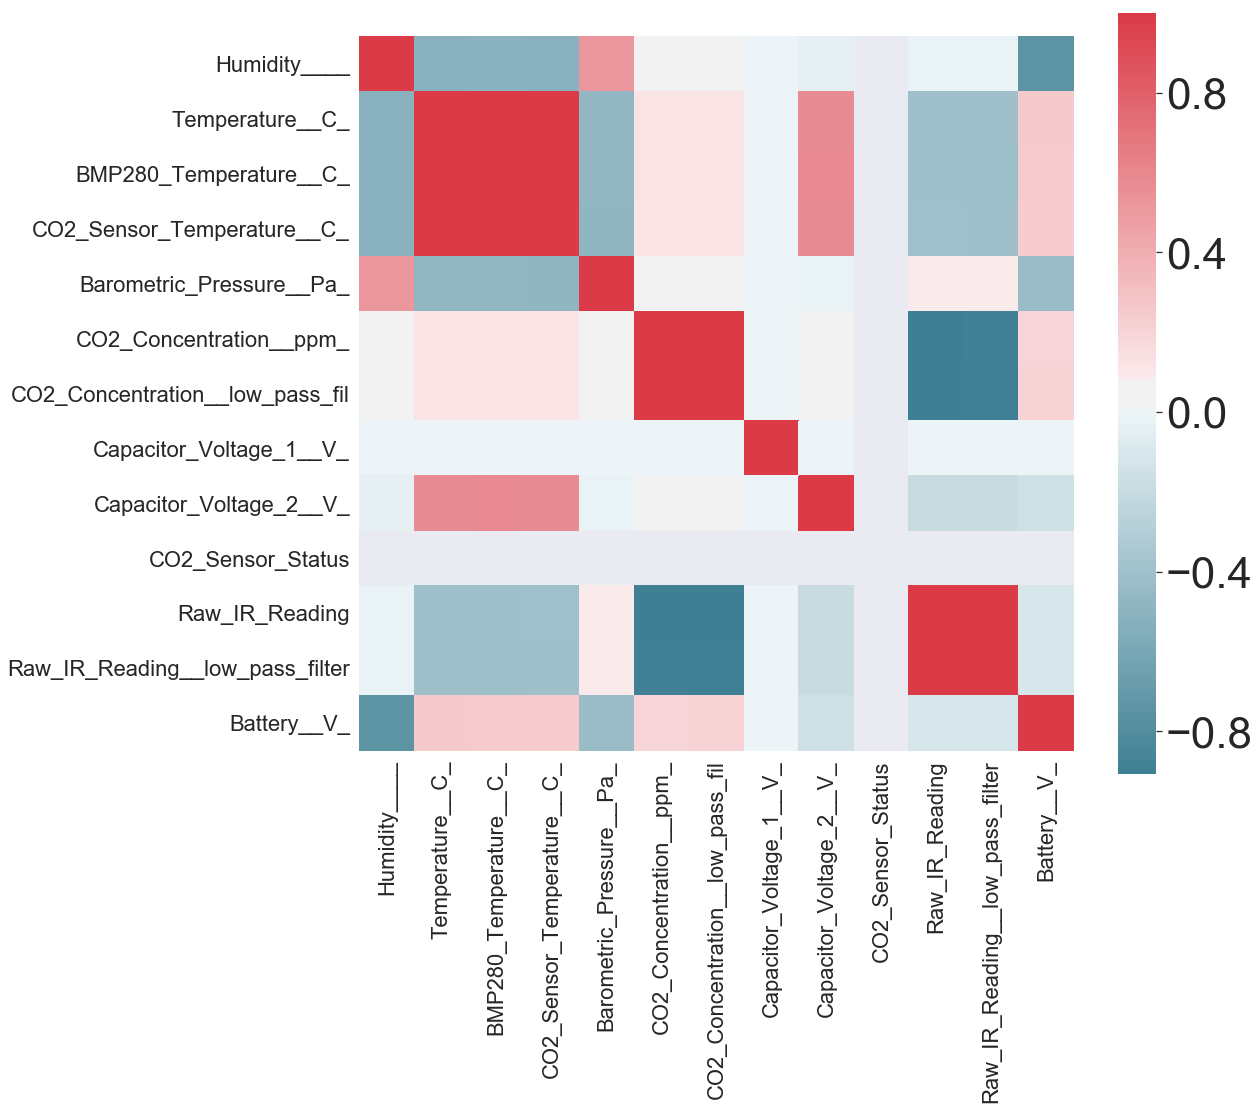 Humidity____
Temperature__C_
BMP280_Temperature__C_
CO2_Sensor_Temperature__C_
Barometric_Pressure__Pa_
CO2_Concentration__ppm_
CO2_Concentration__low_pass_fil
Capacitor_Voltage_1__V_
Capacitor_Voltage_2__V_
CO2_Sensor_Status
Raw_IR_Reading
Raw_IR_Reading__low_pass_filter
Battery__V_
Humidity____
Temperature__C_
BMP280_Temperature__C_
CO2_Sensor_Temperature__C_
Barometric_Pressure__Pa_
CO2_Concentration__ppm_
CO2_Concentration__low_pass_fil
Capacitor_Voltage_1__V_
Capacitor_Voltage_2__V_
CO2_Sensor_Status
Raw_IR_Reading
Raw_IR_Reading__low_pass_filter
Battery__V_
0.8
0.4
0.0
−0.4
−0.8